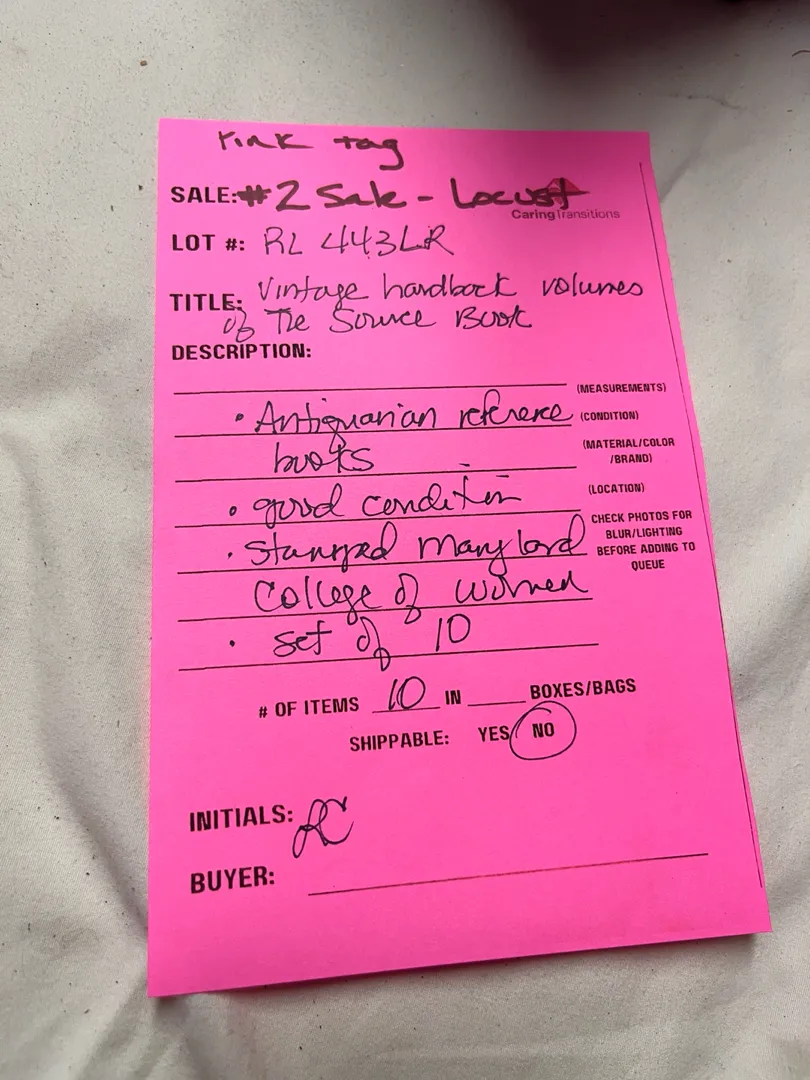 Pink tag
SALE: #2 Sale - Locust
CaringTransitions
LOT #: RL 443LR
TITLE: Vintage hardback volumes
of The Source Book
DESCRIPTION:
(MEASUREMENTS)
• Antiquarian reference (CONDITION)
books (MATERIAL/COLOR
/BRAND)
• good condition (LOCATION)
• Stamped Maryland CHECK PHOTOS FOR
BLUR/LIGHTING
BEFORE ADDING TO
QUEUE
College of women
• set of 10
# OF ITEMS 10 IN ____ BOXES/BAGS
SHIPPABLE: YES NO
INITIALS: RC
BUYER: